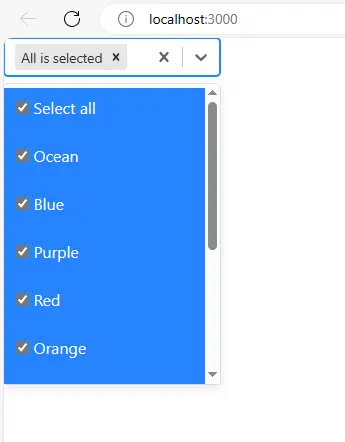 localhost:3000
All is selected
Select all
Ocean
Blue
Purple
Red
Orange